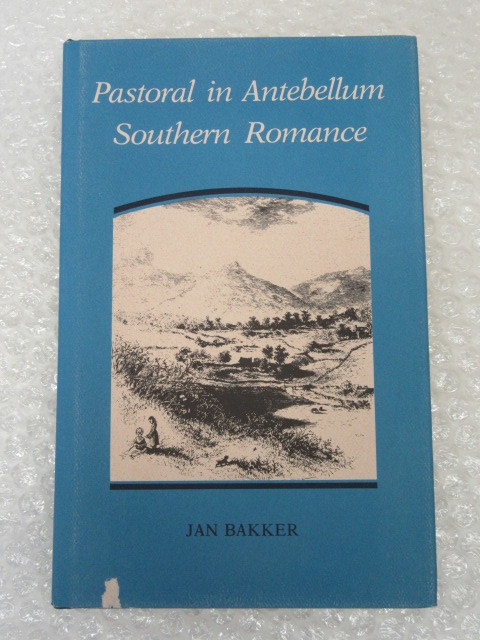 Pastoral in Antebellum
Southern Romance
JAN BAKKER